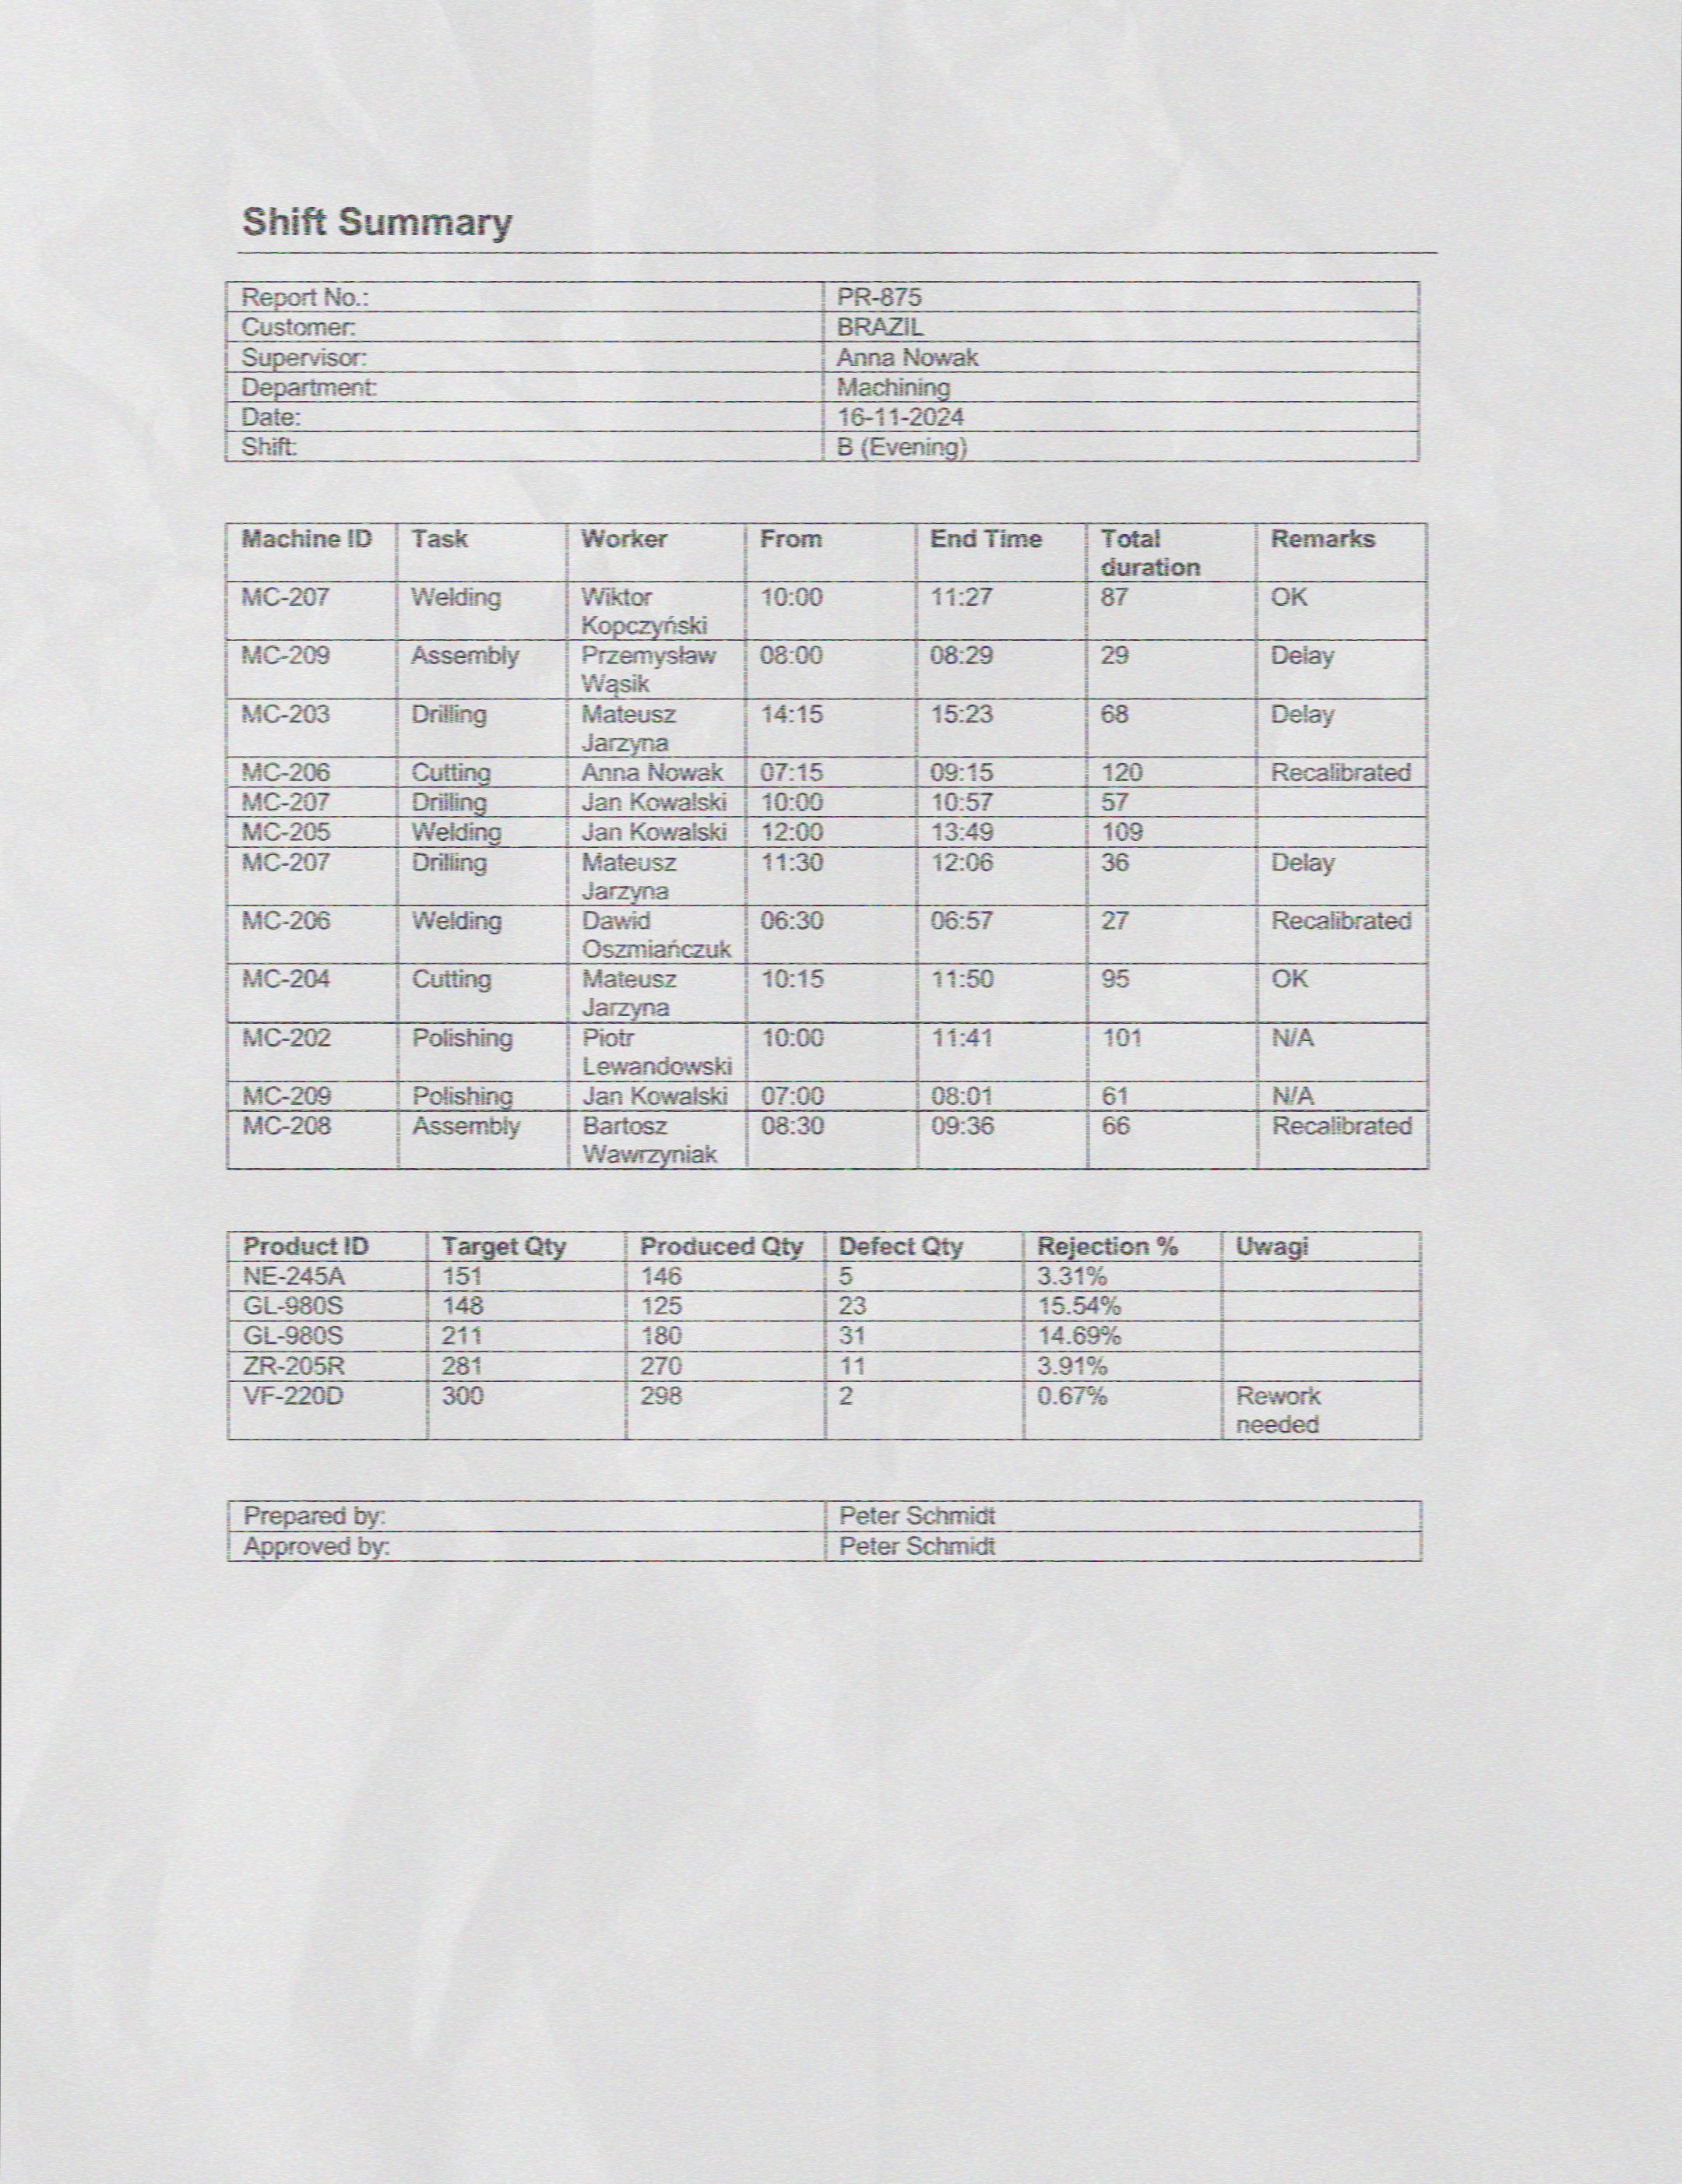 Shift Summary
Report No.: PR-875
Customer: BRAZIL
Supervisor: Anna Nowak
Department: Machining
Date: 16-11-2024
Shift: B (Evening)
Machine ID Task Worker From End Time Total duration Remarks
MC-207 Welding Wiktor Kopczyński 10:00 11:27 87 OK
MC-209 Assembly Przemysław Wąsik 08:00 08:29 29 Delay
MC-203 Drilling Mateusz Jarzyna 14:15 15:23 68 Delay
MC-206 Cutting Anna Nowak 07:15 09:15 120 Recalibrated
MC-207 Drilling Jan Kowalski 10:00 10:57 57
MC-205 Welding Jan Kowalski 12:00 13:49 109
MC-207 Drilling Mateusz Jarzyna 11:30 12:06 36 Delay
MC-206 Welding Dawid Oszmiańczuk 06:30 06:57 27 Recalibrated
MC-204 Cutting Mateusz Jarzyna 10:15 11:50 95 OK
MC-202 Polishing Piotr Lewandowski 10:00 11:41 101 N/A
MC-209 Polishing Jan Kowalski 07:00 08:01 61 N/A
MC-208 Assembly Bartosz Wawrzyniak 08:30 09:36 66 Recalibrated
Product ID Target Qty Produced Qty Defect Qty Rejection % Uwagi
NE-245A 151 146 5 3.31%
GL-980S 148 125 23 15.54%
GL-980S 211 180 31 14.69%
ZR-205R 281 270 11 3.91%
VF-220D 300 298 2 0.67% Rework needed
Prepared by: Peter Schmidt
Approved by: Peter Schmidt